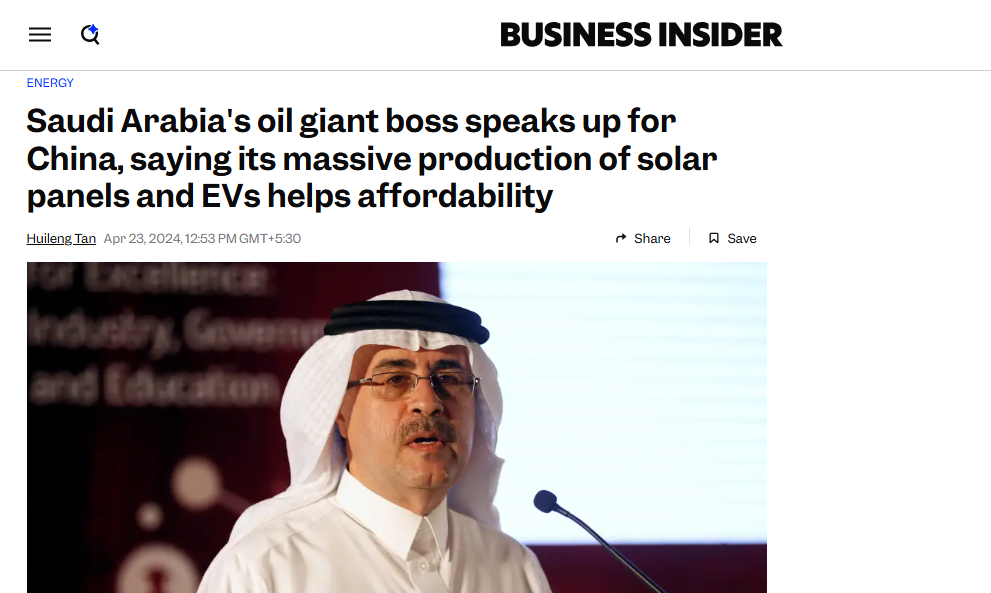 BUSINESS INSIDER
ENERGY
Saudi Arabia's oil giant boss speaks up for
China, saying its massive production of solar
panels and EVs helps affordability
Huileng Tan Apr 23, 2024, 12:53 PM GMT+5:30
Share
Save
for Excellence
Industry, Governm
and Education